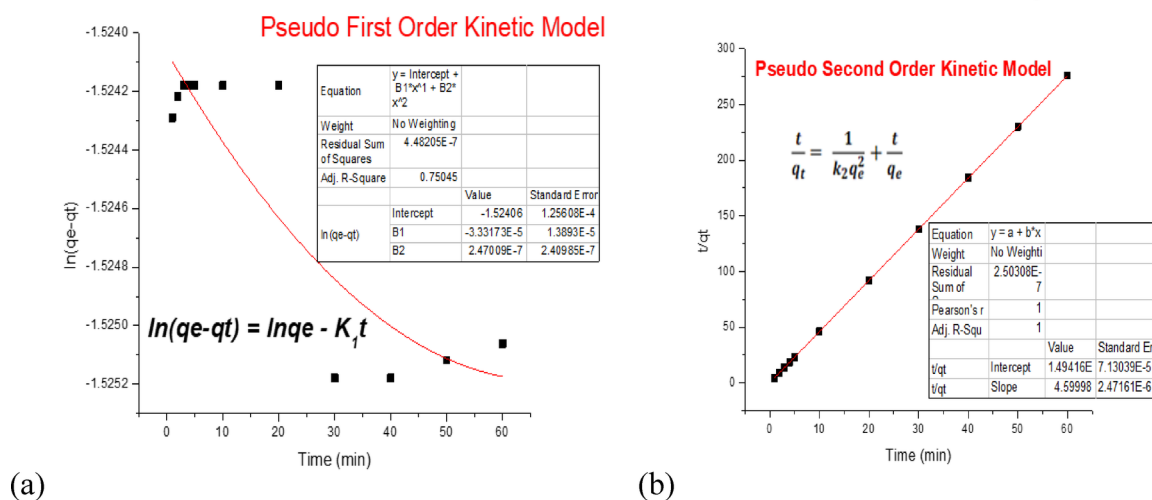 Pseudo First Order Kinetic Model
-1.5240
-1.5242
-1.5244
-1.5246
-1.5248
-1.5250
-1.5252
ln(qe-qt)
Equation
y = Intercept +
B1*x^1 + B2*
x^2
Weight
No Weighting
Residual Sum
of Squares
4.48205E-7
Adj. R-Square
0.75045
Value
Standard Error
ln(qe-qt)
Intercept
-1.52406
1.25608E-4
B1
-3.33173E-5
1.3893E-5
B2
2.47009E-7
2.40985E-7
ln(qe-qt) = lnqe - K₁t
0 10 20 30 40 50 60
Time (min)
(a)
Pseudo Second Order Kinetic Model
300
250
200
150
100
50
0
t/qt
t/q_t = 1/(k₂q_e²) + t/q_e
Equation
y = a + b*x
Weight
No Weighti
Residual
Sum of
2.50308E-
7
Pearson's r
1
Adj. R-Squ
1
Value
Standard Err
t/qt
Intercept
1.49416E
7.13039E-5
t/qt
Slope
4.59998
2.47161E-6
0 10 20 30 40 50 60
Time (min)
(b)